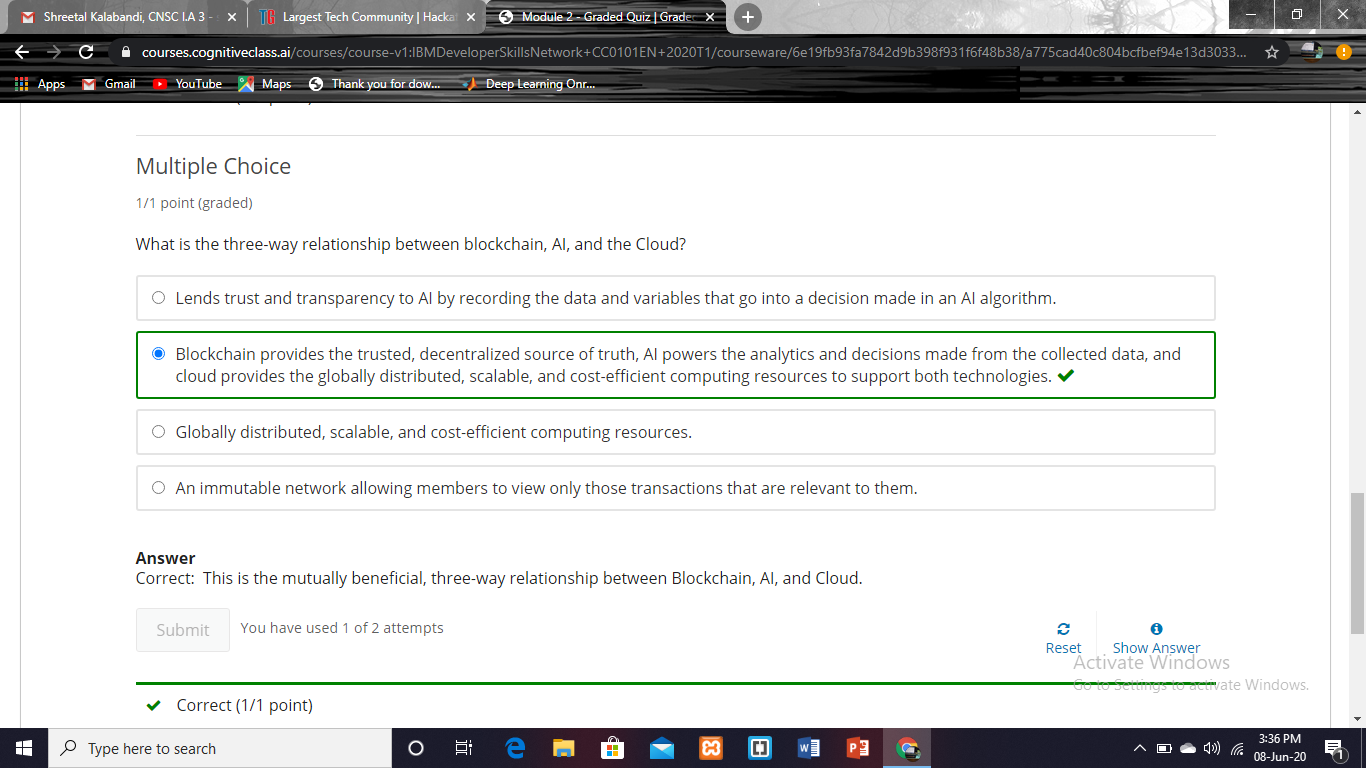 Shreetal Kalabandi, CNSC I.A 3 -
Largest Tech Community | Hacka
Module 2 - Graded Quiz | Grade
courses.cognitiveclass.ai/courses/course-v1:IBMDeveloperSkillsNetwork+CC0101EN+2020T1/courseware/6e19fb93fa7842d9b398f931f6f48b38/a775cad40c804bcfbef94e13d3033...
Apps Gmail YouTube Maps Thank you for dow... Deep Learning Onr...
Multiple Choice
1/1 point (graded)
What is the three-way relationship between blockchain, AI, and the Cloud?
Lends trust and transparency to AI by recording the data and variables that go into a decision made in an AI algorithm.
Blockchain provides the trusted, decentralized source of truth, AI powers the analytics and decisions made from the collected data, and
cloud provides the globally distributed, scalable, and cost-efficient computing resources to support both technologies.
Globally distributed, scalable, and cost-efficient computing resources.
An immutable network allowing members to view only those transactions that are relevant to them.
Answer
Correct: This is the mutually beneficial, three-way relationship between Blockchain, AI, and Cloud.
Submit
You have used 1 of 2 attempts
Reset
Show Answer
Activate Windows
Go to Settings to activate Windows.
Correct (1/1 point)
Type here to search
3:36 PM
08-Jun-20